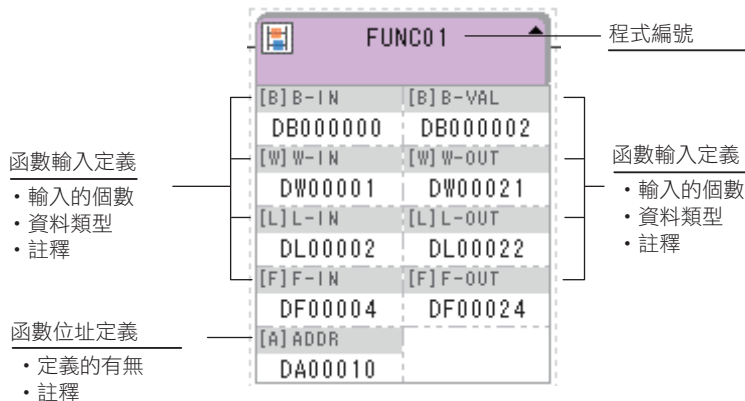 FUNC01
程式編號
[B]B-IN
[B]B-VAL
DB000000
DB000002
[W]W-IN
[W]W-OUT
DW00001
DW00021
[L]L-IN
[L]L-OUT
DL00002
DL00022
[F]F-IN
[F]F-OUT
DF00004
DF00024
[A]ADDR
DA00010
函數輸入定義
・輸入的個數
・資料類型
・註釋
函數輸入定義
・輸入的個數
・資料類型
・註釋
函數位址定義
・定義的有無
・註釋